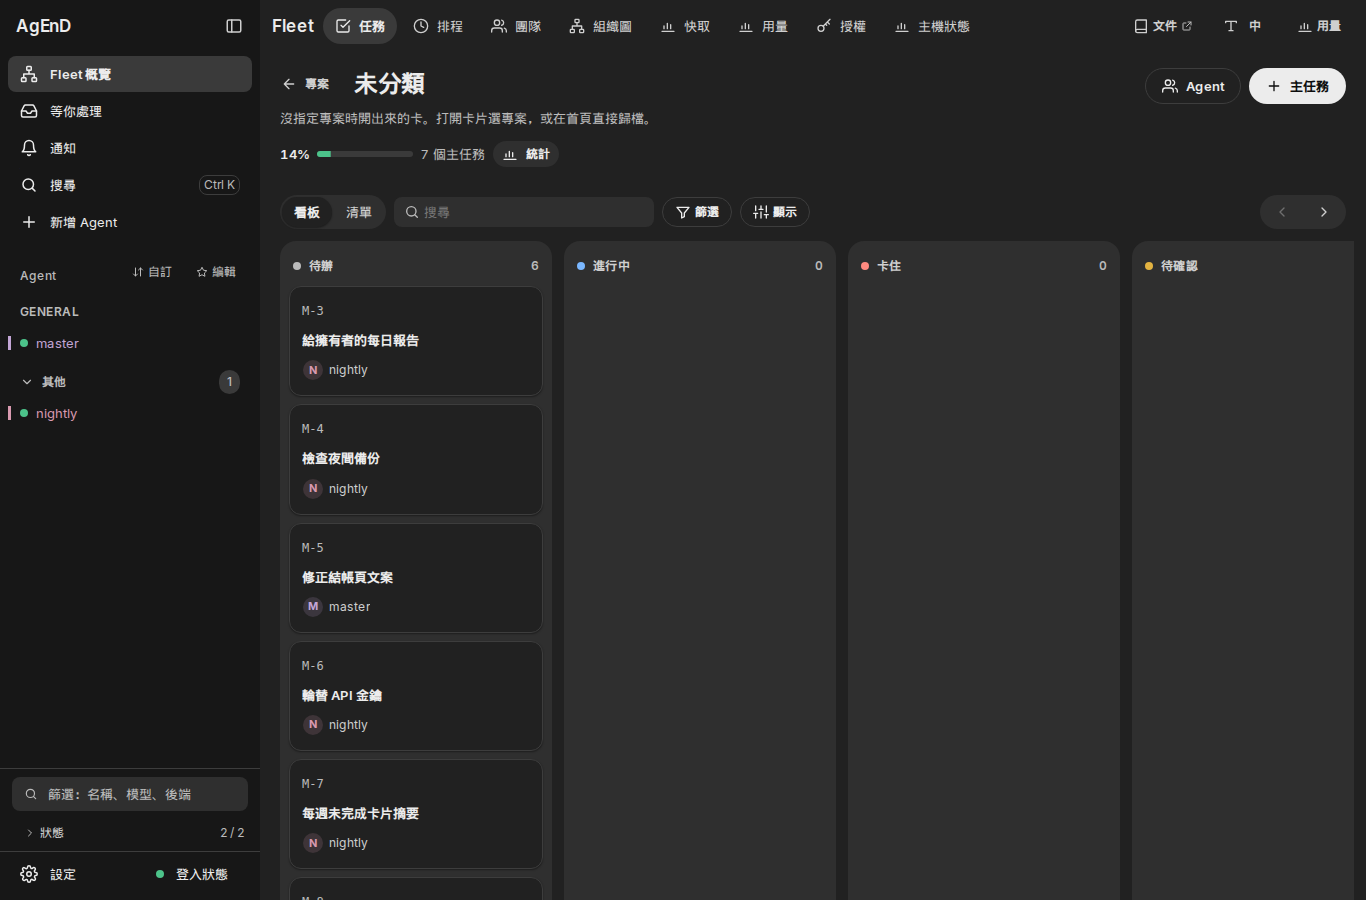 AgEnD
Fleet 概覽
等你處理
通知
搜尋
Ctrl K
新增 Agent
Agent
自訂
編輯
GENERAL
master
其他
1
nightly
篩選：名稱、模型、後端
狀態
2 / 2
設定
登入狀態
Fleet
任務
排程
團隊
組織圖
快取
用量
授權
主機狀態
文件
中
用量
專案
未分類
Agent
主任務
沒指定專案時開出來的卡。打開卡片選專案，或在首頁直接歸檔。
14%
7 個主任務
統計
看板
清單
搜尋
篩選
顯示
待辦
6
M-3
給擁有者的每日報告
N
nightly
M-4
檢查夜間備份
N
nightly
M-5
修正結帳頁文案
M
master
M-6
輪替 API 金鑰
N
nightly
M-7
每週未完成卡片摘要
N
nightly
進行中
0
卡住
0
待確認